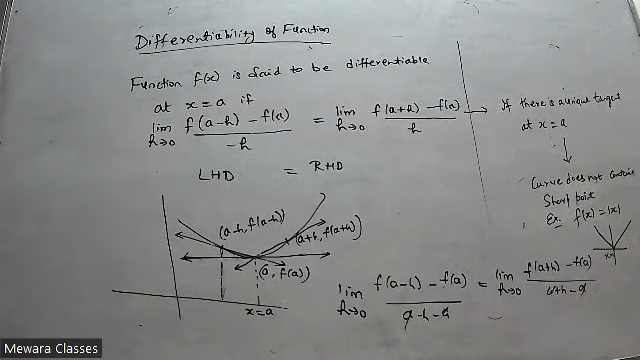 Differentiability of Function
Function f(x) is said to be differentiable
at x = a if
lim h→0 f(a-h) - f(a) / -h = lim h→0 f(a+h) - f(a) / h
LHD = RHD
→ If there is a unique tangent
at x = a
↓
Curve does not contain
Sharp point
Ex. f(x) = |x|
(a-h, f(a-h))
(a+h, f(a+h))
(a, f(a))
x=a
lim h→0 f(a-h) - f(a) / a-h-a = lim h→0 f(a+h) - f(a) / a+h-a
Mewara Classes